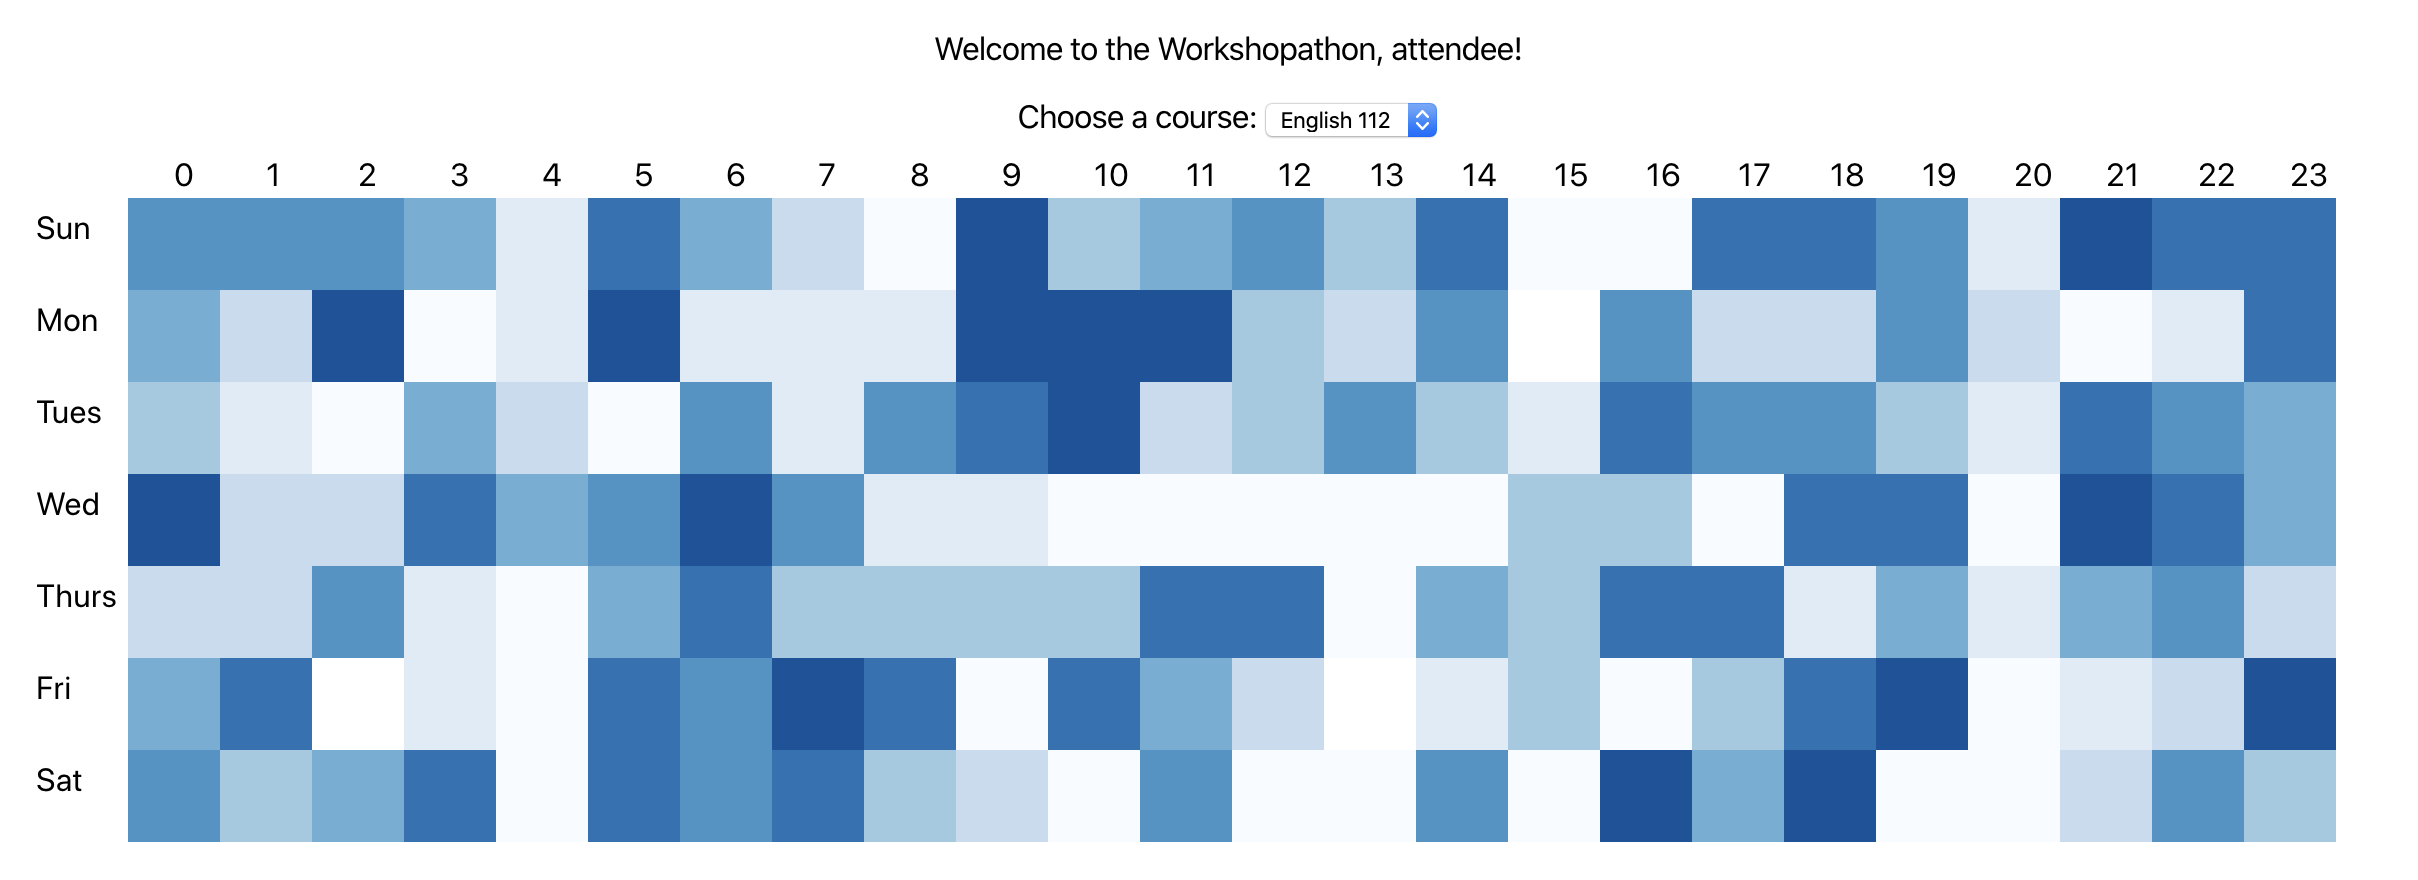 Welcome to the Workshopathon, attendee!
Choose a course: English 112
0 1 2 3 4 5 6 7 8 9 10 11 12 13 14 15 16 17 18 19 20 21 22 23
Sun
Mon
Tues
Wed
Thurs
Fri
Sat